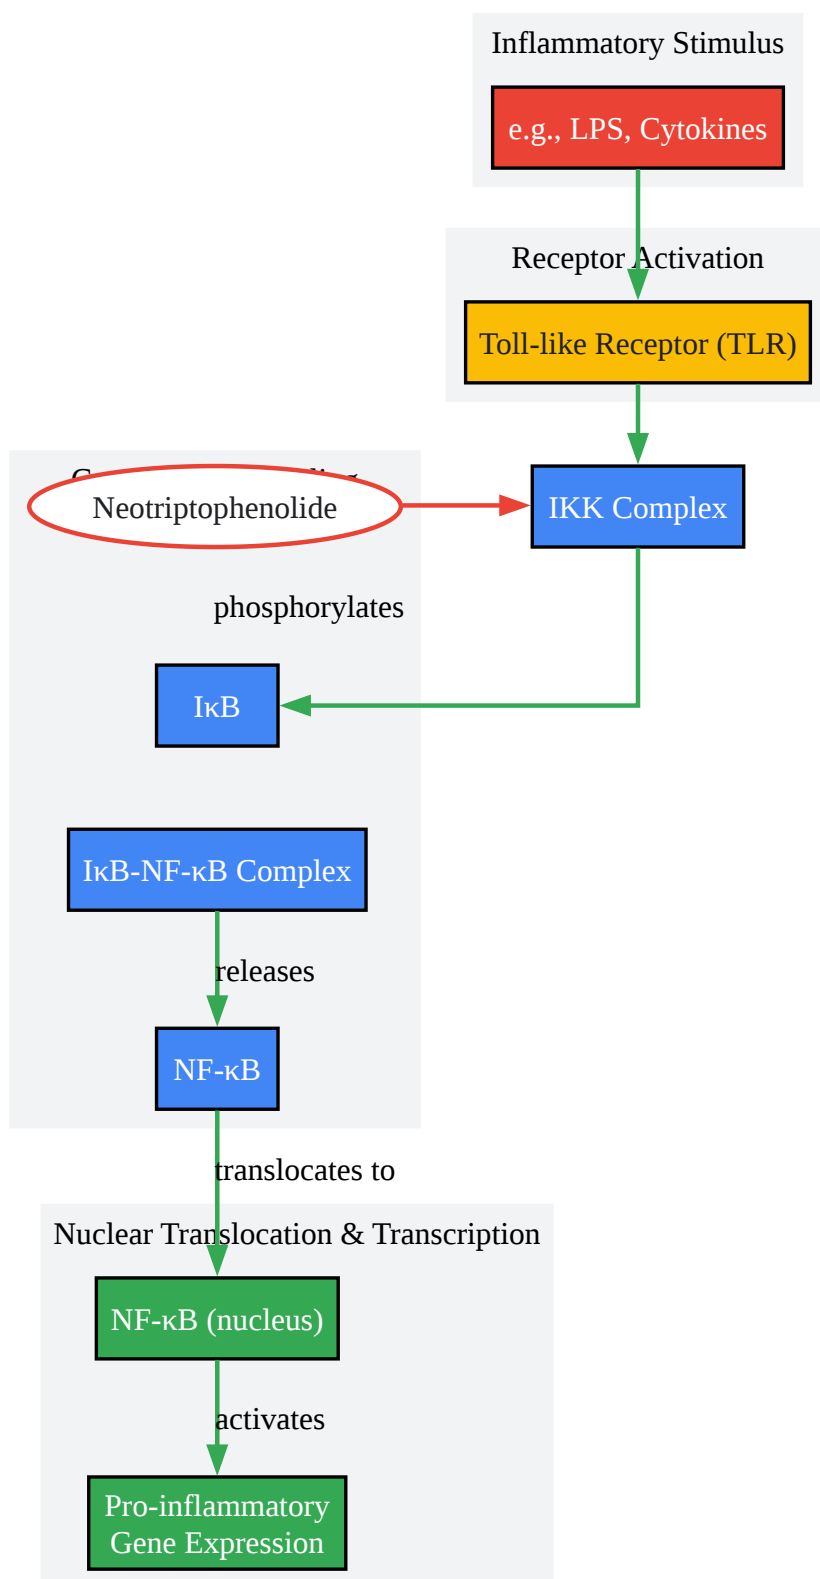 Inflammatory Stimulus
e.g., LPS, Cytokines
Receptor Activation
Toll-like Receptor (TLR)
Neotriptophenolide
IKK Complex
phosphorylates
IκB
IκB-NF-κB Complex
releases
NF-κB
translocates to
Nuclear Translocation & Transcription
NF-κB (nucleus)
activates
Pro-inflammatory
Gene Expression